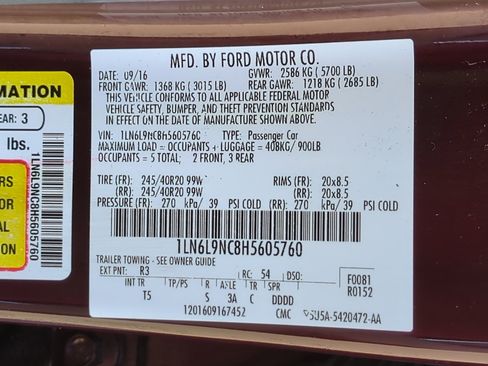 MFD. BY FORD MOTOR CO.
DATE: 09/16 GVWR: 2586 KG ( 5700 LB)
FRONT GAWR: 1368 KG ( 3015 LB) REAR GAWR: 1218 KG ( 2685 LB)
THIS VEHICLE CONFORMS TO ALL APPLICABLE FEDERAL MOTOR
VEHICLE SAFETY, BUMPER, AND THEFT PREVENTION STANDARDS
IN EFFECT ON THE DATE OF MANUFACTURE SHOWN ABOVE.
VIN: 1LN6L9NC8H5605760 TYPE: Passenger Car
MAXIMUM LOAD = OCCUPANTS + LUGGAGE = 408KG/ 900LB
OCCUPANTS = 5 TOTAL; 2 FRONT, 3 REAR
TIRE (FR): 245/40R20 99W RIMS (FR): 20x8.5
(RR): 245/40R20 99W (RR): 20x8.5
PRESSURE (FR): 270 kPa/ 39 PSI COLD (RR): 270 kPa/ 39 PSI COLD
1LN6L9NC8H5605760
TRAILER TOWING - SEE OWNER GUIDE
EXT PNT: R3 RC: 54 DSO: F0081
INT TR TP/PS R AXLE TR SPR R0152
T5 S 3A C DDDD
1201609167452 CMC 5U5A-5420472-AA
RMATION
EAR: 3
lbs.
ERS
1LN6L9NC8H5605760